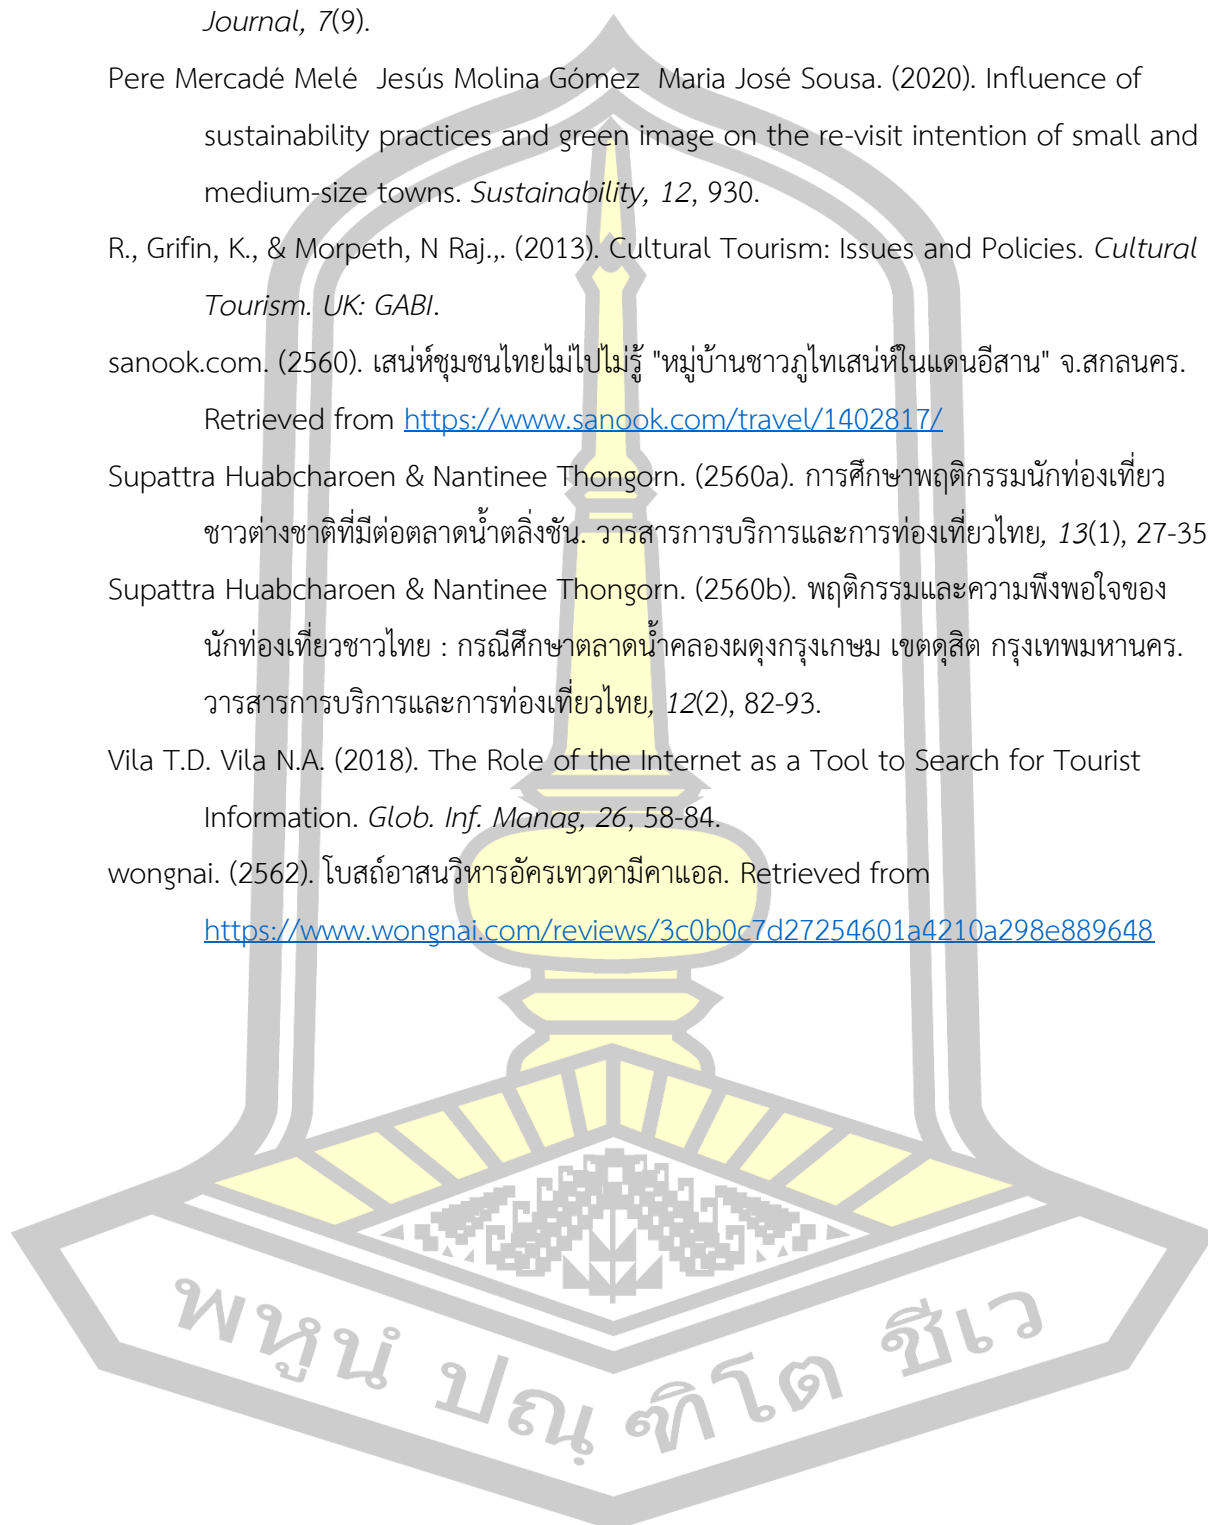 Journal, 7(9).
Pere Mercadé Melé  Jesús Molina Gómez  Maria José Sousa. (2020). Influence of
sustainability practices and green image on the re-visit intention of small and
medium-size towns. Sustainability, 12, 930.
R., Grifin, K., & Morpeth, N Raj.,. (2013). Cultural Tourism: Issues and Policies. Cultural
Tourism. UK: GABI.
sanook.com. (2560). เสน่ห์ชุมชนไทยไม่ไปไม่รู้ "หมู่บ้านชาวภูไทเสน่ห์ในแดนอีสาน" จ.สกลนคร.
Retrieved from https://www.sanook.com/travel/1402817/
Supattra Huabcharoen & Nantinee Thongorn. (2560a). การศึกษาพฤติกรรมนักท่องเที่ยว
ชาวต่างชาติที่มีต่อตลาดน้ำตลิ่งชัน. วารสารการบริการและการท่องเที่ยวไทย, 13(1), 27-35
Supattra Huabcharoen & Nantinee Thongorn. (2560b). พฤติกรรมและความพึงพอใจของ
นักท่องเที่ยวชาวไทย : กรณีศึกษาตลาดน้ำคลองผดุงกรุงเกษม เขตดุสิต กรุงเทพมหานคร.
วารสารการบริการและการท่องเที่ยวไทย, 12(2), 82-93.
Vila T.D. Vila N.A. (2018). The Role of the Internet as a Tool to Search for Tourist
Information. Glob. Inf. Manag, 26, 58-84.
wongnai. (2562). โบสถ์อาสนวิหารอัครเทวดามีคาแอล. Retrieved from
https://www.wongnai.com/reviews/3c0b0c7d27254601a4210a298e889648
พหูนํ ปณฺฑิโต ชีเว